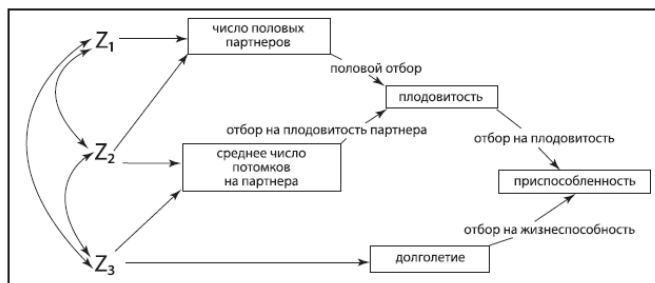 Z1
число половых
партнеров
половой отбор
плодовитость
отбор на плодовитость партнера
отбор на плодовитость
Z2
среднее число
потомков
на партнера
приспособленность
отбор на жизнеспособность
Z3
долголетие